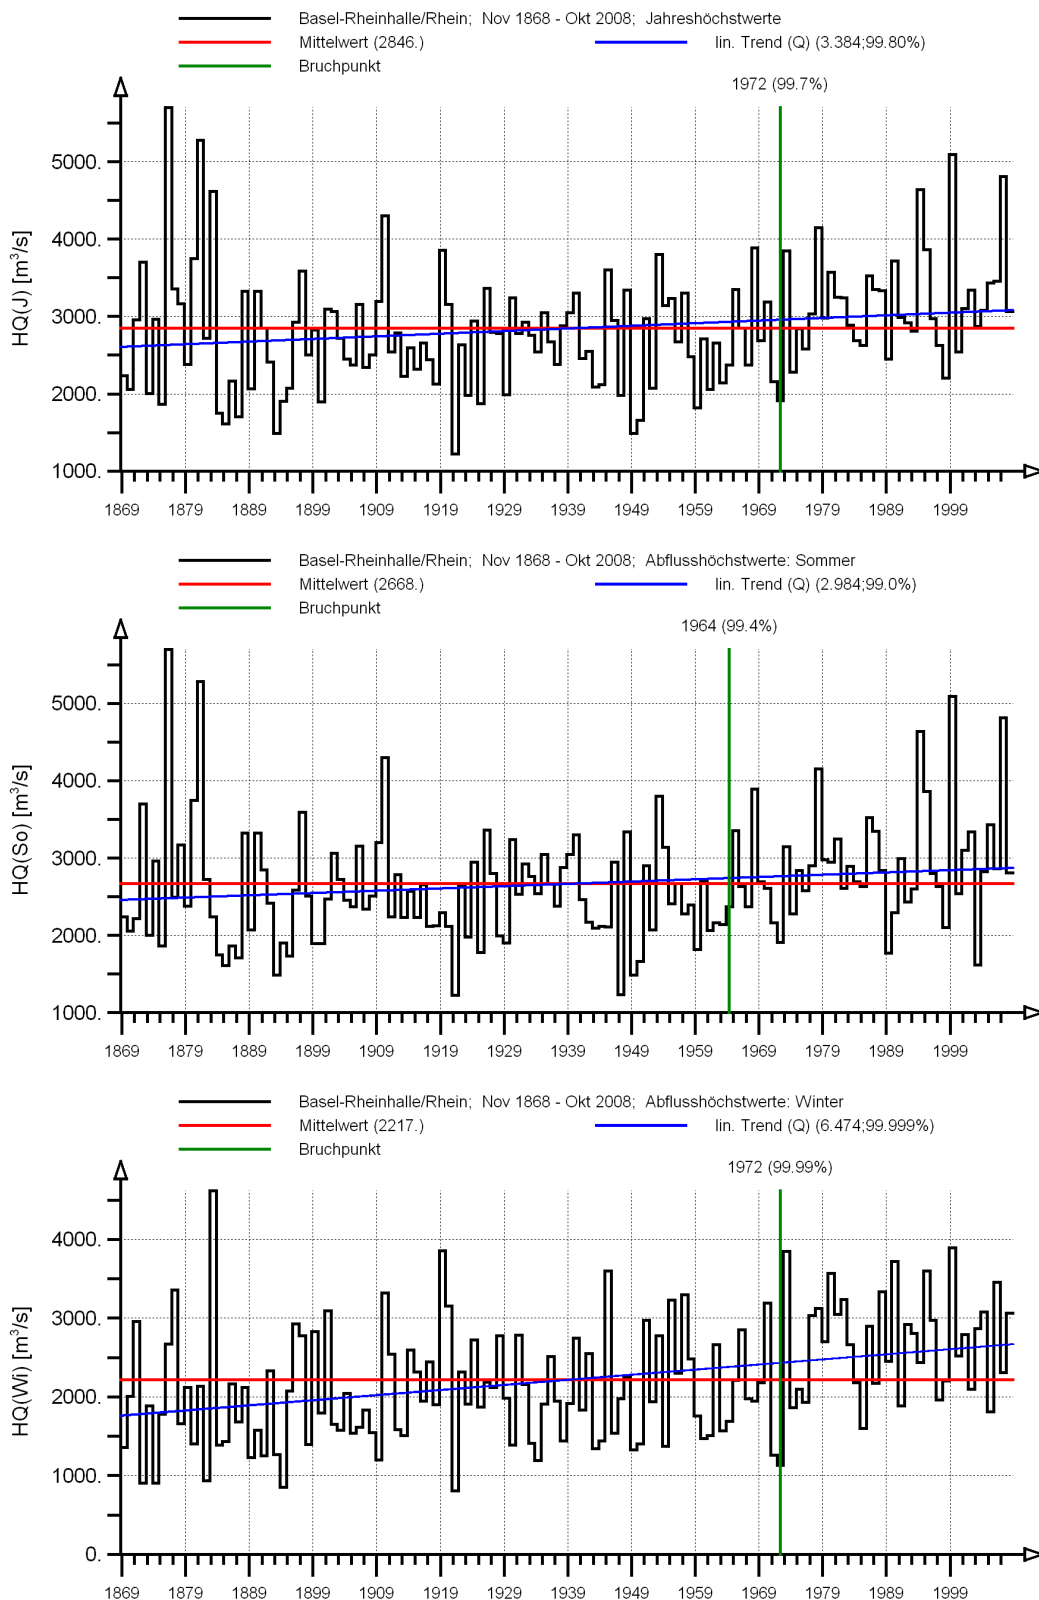 Basel-Rheinhalle/Rhein; Nov 1868 - Okt 2008; Jahreshöchstwerte
Mittelwert (2846.) lin. Trend (Q) (3.384;99.80%)
Bruchpunkt
1972 (99.7%)
HQ(J) [m³/s]
5000.
4000.
3000.
2000.
1000.
1869 1879 1889 1899 1909 1919 1929 1939 1949 1959 1969 1979 1989 1999
Basel-Rheinhalle/Rhein; Nov 1868 - Okt 2008; Abflusshöchstwerte: Sommer
Mittelwert (2668.) lin. Trend (Q) (2.984;99.0%)
Bruchpunkt
1964 (99.4%)
HQ(So) [m³/s]
5000.
4000.
3000.
2000.
1000.
1869 1879 1889 1899 1909 1919 1929 1939 1949 1959 1969 1979 1989 1999
Basel-Rheinhalle/Rhein; Nov 1868 - Okt 2008; Abflusshöchstwerte: Winter
Mittelwert (2217.) lin. Trend (Q) (6.474;99.999%)
Bruchpunkt
1972 (99.99%)
HQ(Wi) [m³/s]
4000.
3000.
2000.
1000.
0.
1869 1879 1889 1899 1909 1919 1929 1939 1949 1959 1969 1979 1989 1999